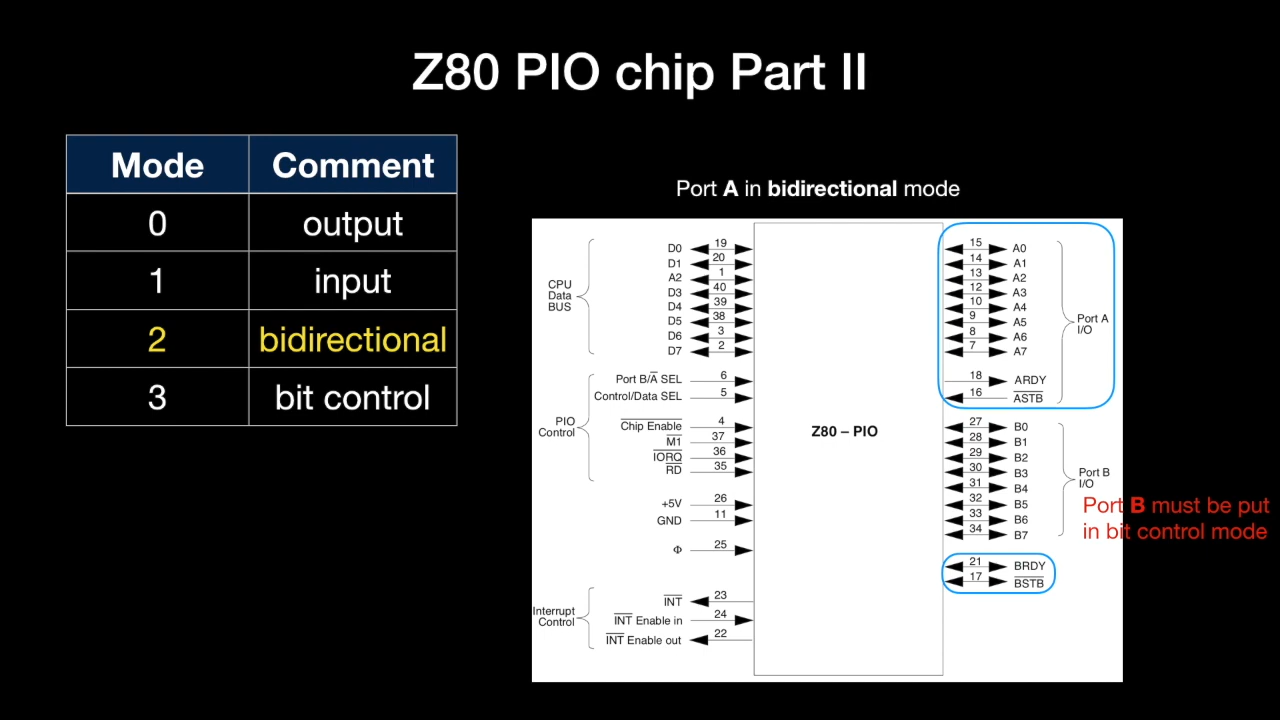 Z80 PIO chip Part II
Mode Comment
0 output
1 input
2 bidirectional
3 bit control
Port A in bidirectional mode
CPU
Data
BUS
D0 19
D1 20
A2 1
D3 40
D4 39
D5 38
D6 3
D7 2
PIO
Control
Port B/A SEL 6
Control/Data SEL 5
Chip Enable 4
M1 37
IORQ 36
RD 35
+5V 26
GND 11
Φ 25
Interrupt
Control
INT 23
INT Enable in 24
INT Enable out 22
Z80 – PIO
15 A0
14 A1
13 A2
12 A3
10 A4
9 A5
8 A6
7 A7
Port A
I/O
18 ARDY
16 ASTB
27 B0
28 B1
29 B2
30 B3
31 B4
32 B5
33 B6
34 B7
Port B
I/O
Port B must be put
in bit control mode
21 BRDY
17 BSTB